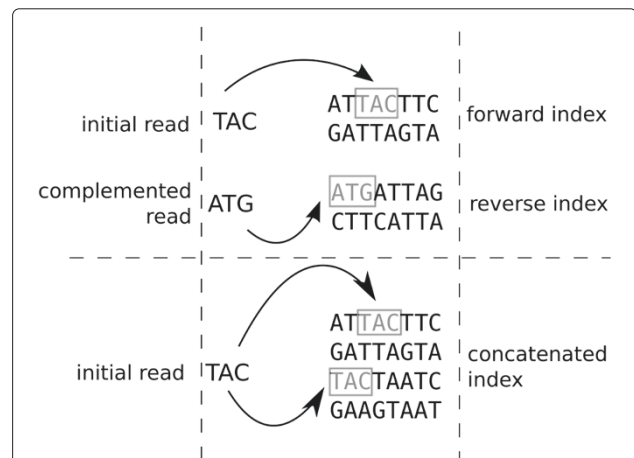 ATTACTTC
initial read TAC GATTAGTA forward index
complemented
read ATG ATGATTAG reverse index
CTTCATTA
ATTACTTC
GATTAGTA
initial read TAC TACTAATC concatenated
index
GAAGTAAT